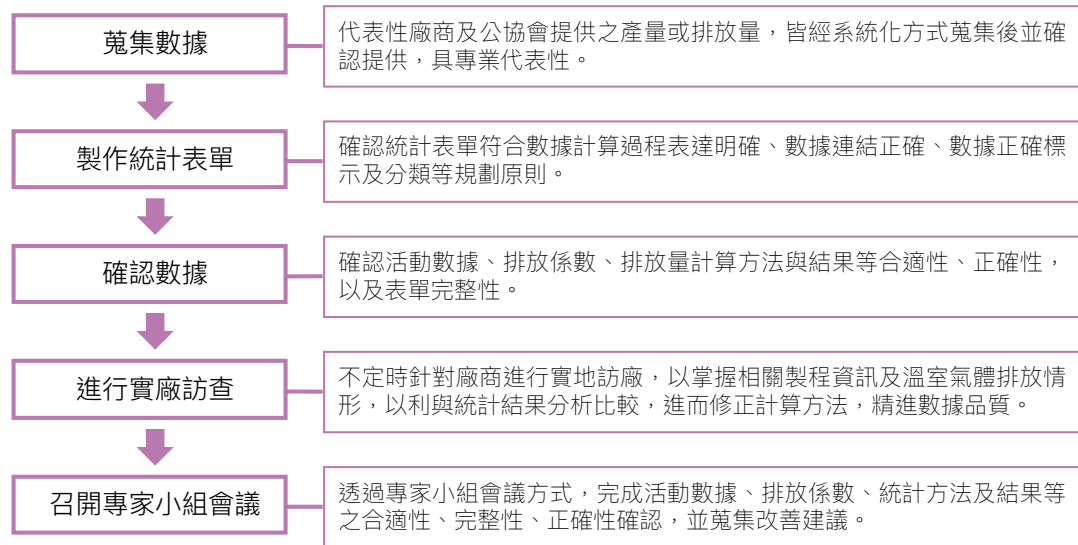 蒐集數據
代表性廠商及公協會提供之產量或排放量，皆經系統化方式蒐集後並確
認提供，具專業代表性。
製作統計表單
確認統計表單符合數據計算過程表達明確、數據連結正確、數據正確標
示及分類等規劃原則。
確認數據
確認活動數據、排放係數、排放量計算方法與結果等合適性、正確性，
以及表單完整性。
進行實廠訪查
不定時針對廠商進行實地訪廠，以掌握相關製程資訊及溫室氣體排放情
形，以利與統計結果分析比較，進而修正計算方法，精進數據品質。
召開專家小組會議
透過專家小組會議方式，完成活動數據、排放係數、統計方法及結果等
之合適性、完整性、正確性確認，並蒐集改善建議。